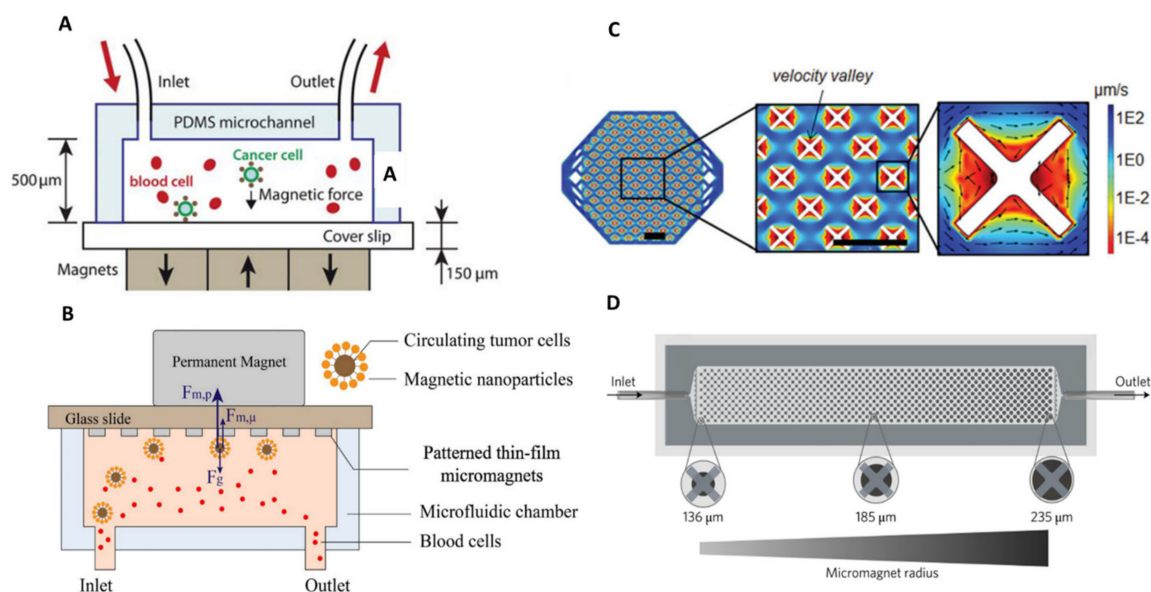 A
Inlet
Outlet
PDMS microchannel
500 µm
Cancer cell
blood cell
Magnetic force
A
Cover slip
Magnets
150 µm
B
Permanent Magnet
Circulating tumor cells
Magnetic nanoparticles
Fm,p
Fm,µ
Glass slide
Fg
Patterned thin-film
micromagnets
Microfluidic chamber
Blood cells
Inlet
Outlet
C
velocity valley
µm/s
1E2
1E0
1E-2
1E-4
D
Inlet
Outlet
136 µm
185 µm
235 µm
Micromagnet radius